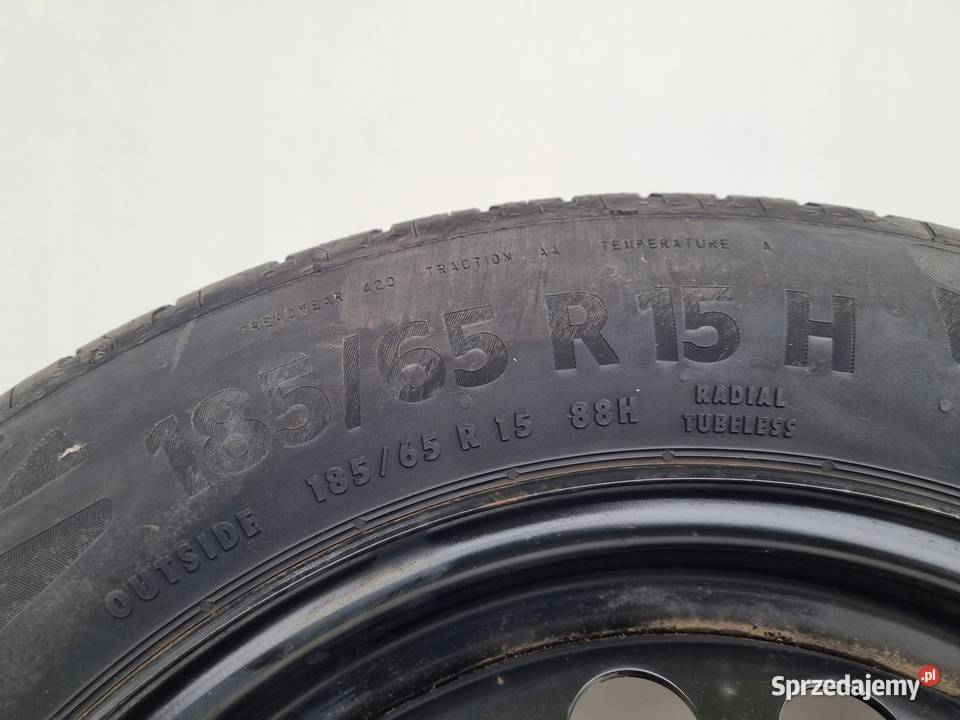 TREADWEAR 420 TRACTION AA TEMPERATURE A
185/65 R 15 H
OUTSIDE 185/65 R 15 88H RADIAL
TUBELESS
Sprzedajemy.pl